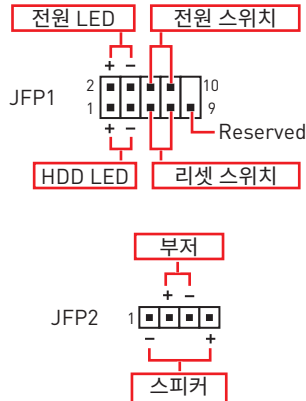 전원 LED 전원 스위치
+ −
2 10
JFP1
1 9
+ − Reserved
HDD LED 리셋 스위치
부저
+ −
JFP2 1
− +
스피커